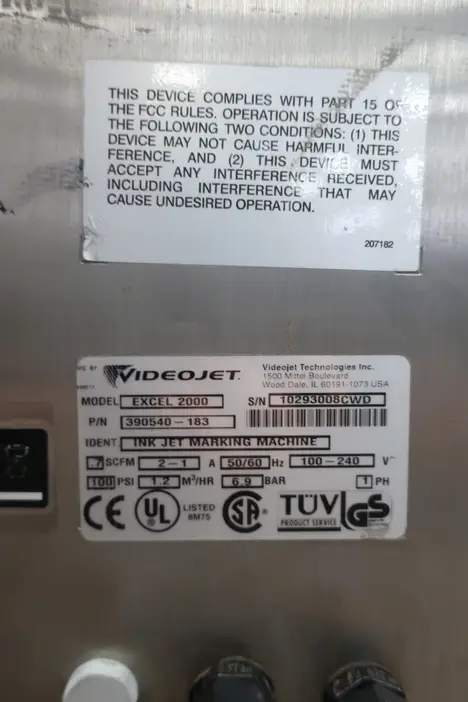 THIS DEVICE COMPLIES WITH PART 15 OF
THE FCC RULES. OPERATION IS SUBJECT TO
THE FOLLOWING TWO CONDITIONS: (1) THIS
DEVICE MAY NOT CAUSE HARMFUL INTER-
FERENCE, AND (2) THIS DEVICE MUST
ACCEPT ANY INTERFERENCE RECEIVED,
INCLUDING INTERFERENCE THAT MAY
CAUSE UNDESIRED OPERATION.
207182
BY VIDEOJET. Videojet Technologies Inc.
1500 Mittel Boulevard
Wood Dale, IL 60191-1073 USA
MODEL EXCEL 2000 S/N 10293008CWD
P/N 390540-183
IDENT INK JET MARKING MACHINE
.7 SCFM 2-1 A 50/60 Hz 100-240 V~
100 PSI 1.2 M³/HR 6.9 BAR 1 PH
CE UL LISTED 8M75 SA TÜV PRODUCT SERVICE GS